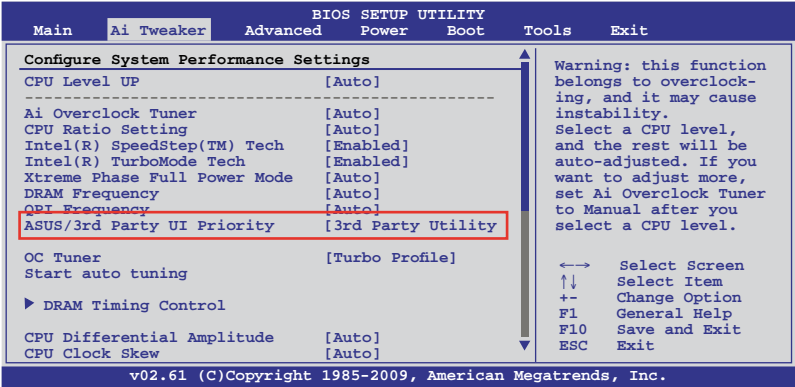 BIOS SETUP UTILITY
Main Ai Tweaker Advanced Power Boot Tools Exit
Configure System Performance Settings
CPU Level UP [Auto]
------------------------------------------------
Ai Overclock Tuner [Auto]
CPU Ratio Setting [Auto]
Intel(R) SpeedStep(TM) Tech [Enabled]
Intel(R) TurboMode Tech [Enabled]
Xtreme Phase Full Power Mode [Auto]
DRAM Frequency [Auto]
QPI Frequency [Auto]
ASUS/3rd Party UI Priority [3rd Party Utility
OC Tuner [Turbo Profile]
Start auto tuning
DRAM Timing Control
CPU Differential Amplitude [Auto]
CPU Clock Skew [Auto]
Warning: this function
belongs to overclock-
ing, and it may cause
instability.
Select a CPU level,
and the rest will be
auto-adjusted. If you
want to adjust more,
set Ai Overclock Tuner
to Manual after you
select a CPU level.
←→ Select Screen
↑↓ Select Item
+- Change Option
F1 General Help
F10 Save and Exit
ESC Exit
v02.61 (C)Copyright 1985-2009, American Megatrends, Inc.